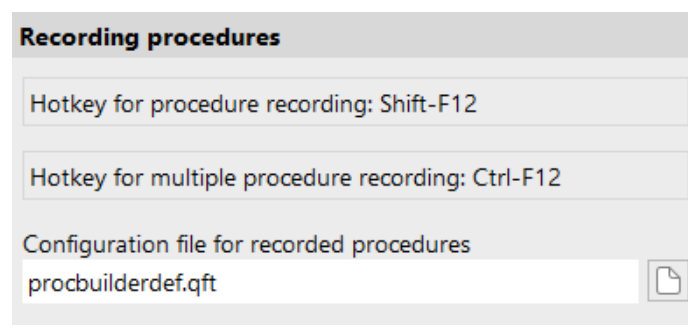 Recording procedures
Hotkey for procedure recording: Shift-F12
Hotkey for multiple procedure recording: Ctrl-F12
Configuration file for recorded procedures
procbuilderdef.qft